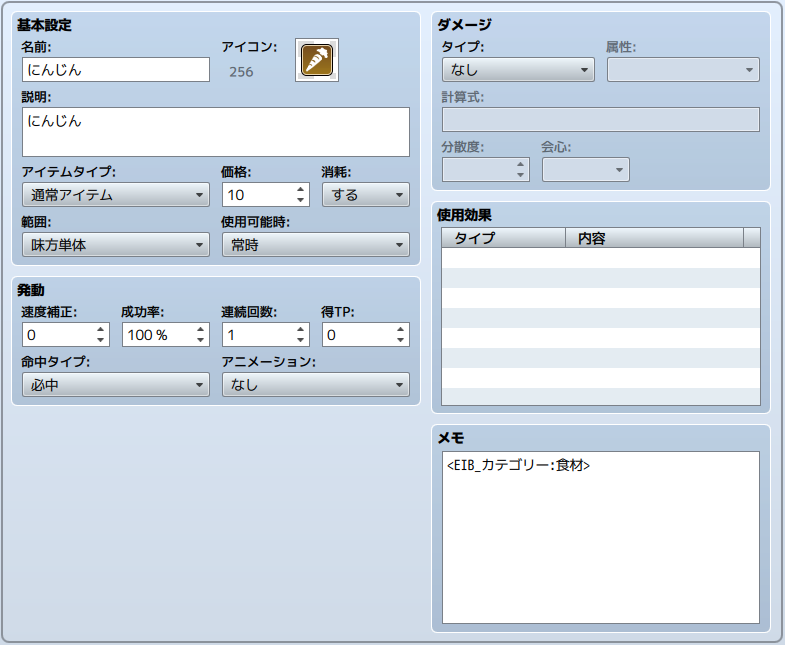 基本設定
名前:
アイコン:
にんじん
256
説明:
にんじん
アイテムタイプ:
価格:
消耗:
通常アイテム
10
する
範囲:
使用可能時:
味方単体
常時
発動
速度補正:
成功率:
連続回数:
得TP:
0
100 %
1
0
命中タイプ:
アニメーション:
必中
なし
ダメージ
タイプ:
属性:
なし
計算式:
分散度:
会心:
使用効果
タイプ
内容
メモ
<EIB_カテゴリー:食材>